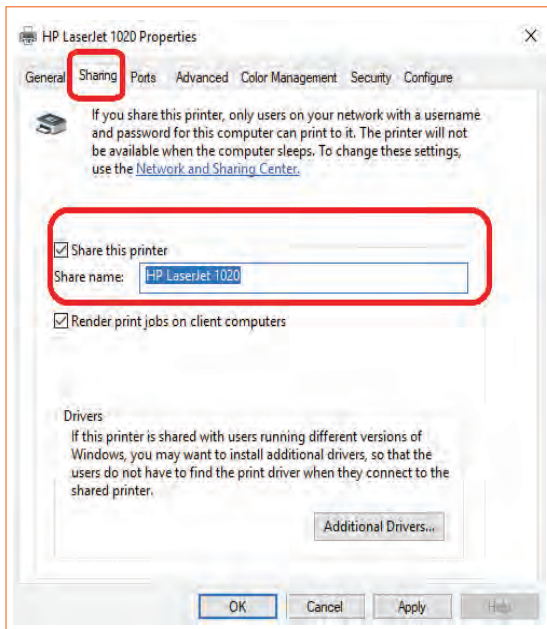 HP LaserJet 1020 Properties
General Sharing Ports Advanced Color Management Security Configure
If you share this printer, only users on your network with a username
and password for this computer can print to it. The printer will not
be available when the computer sleeps. To change these settings,
use the Network and Sharing Center.
Share this printer
Share name: HP LaserJet 1020
Render print jobs on client computers
Drivers
If this printer is shared with users running different versions of
Windows, you may want to install additional drivers, so that the
users do not have to find the print driver when they connect to the
shared printer.
Additional Drivers...
OK Cancel Apply Help